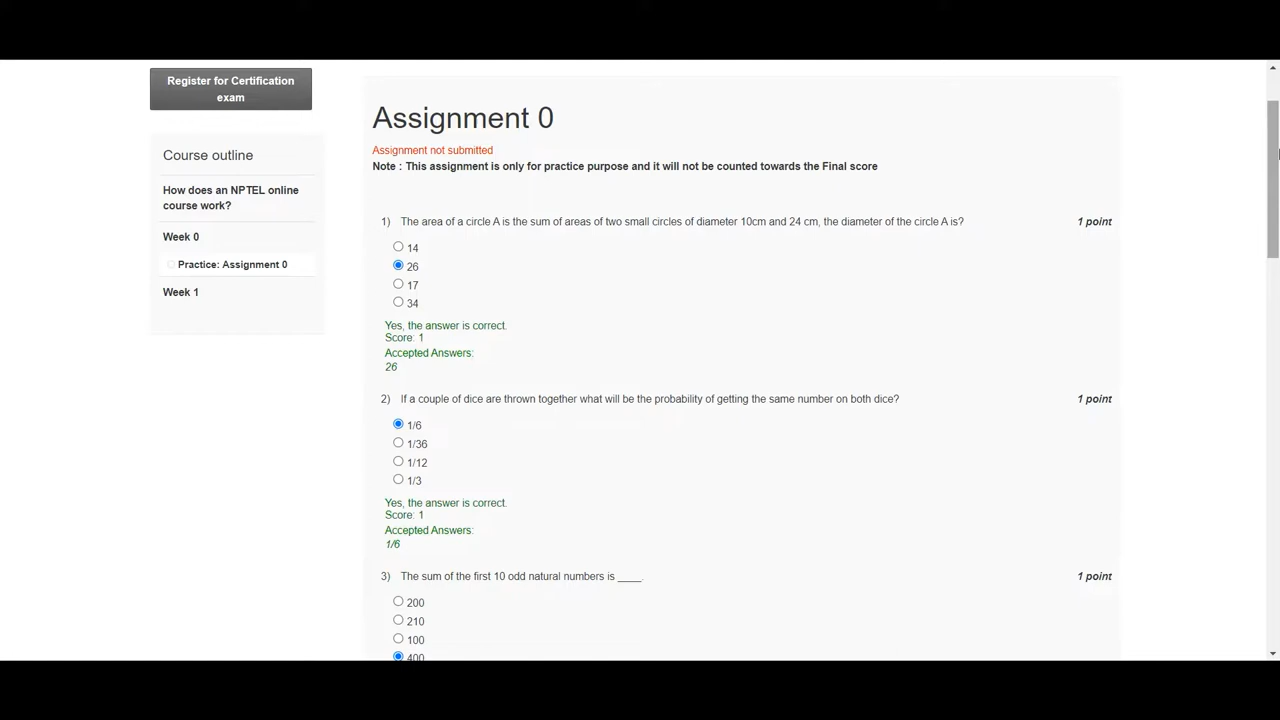 Register for Certification
exam
Course outline
How does an NPTEL online
course work?
Week 0
Practice: Assignment 0
Week 1
Assignment 0
Assignment not submitted
Note : This assignment is only for practice purpose and it will not be counted towards the Final score
1) The area of a circle A is the sum of areas of two small circles of diameter 10cm and 24 cm, the diameter of the circle A is? 1 point
14
26
17
34
Yes, the answer is correct.
Score: 1
Accepted Answers:
26
2) If a couple of dice are thrown together what will be the probability of getting the same number on both dice? 1 point
1/6
1/36
1/12
1/3
Yes, the answer is correct.
Score: 1
Accepted Answers:
1/6
3) The sum of the first 10 odd natural numbers is ____. 1 point
200
210
100
400